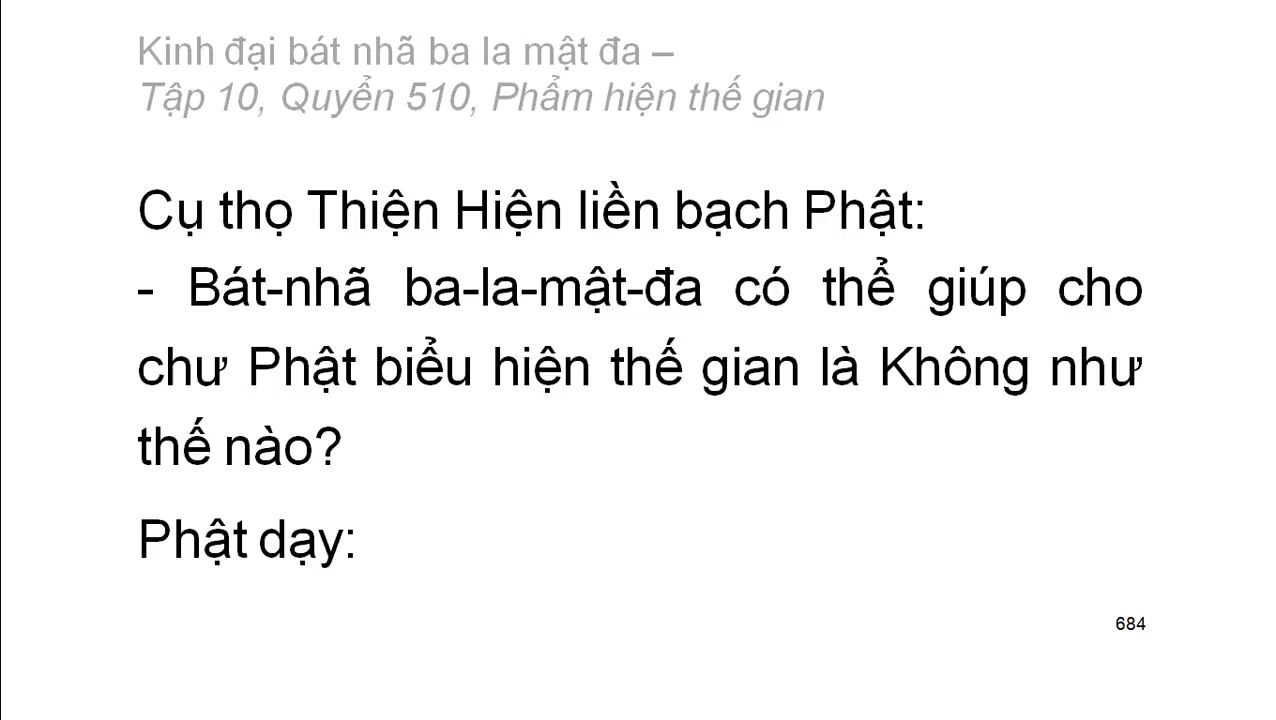 Kinh đại bát nhã ba la mật đa –
Tập 10, Quyển 510, Phẩm hiện thế gian
Cụ thọ Thiện Hiện liền bạch Phật:
- Bát-nhã ba-la-mật-đa có thể giúp cho
chư Phật biểu hiện thế gian là Không như
thế nào?
Phật dạy:
684